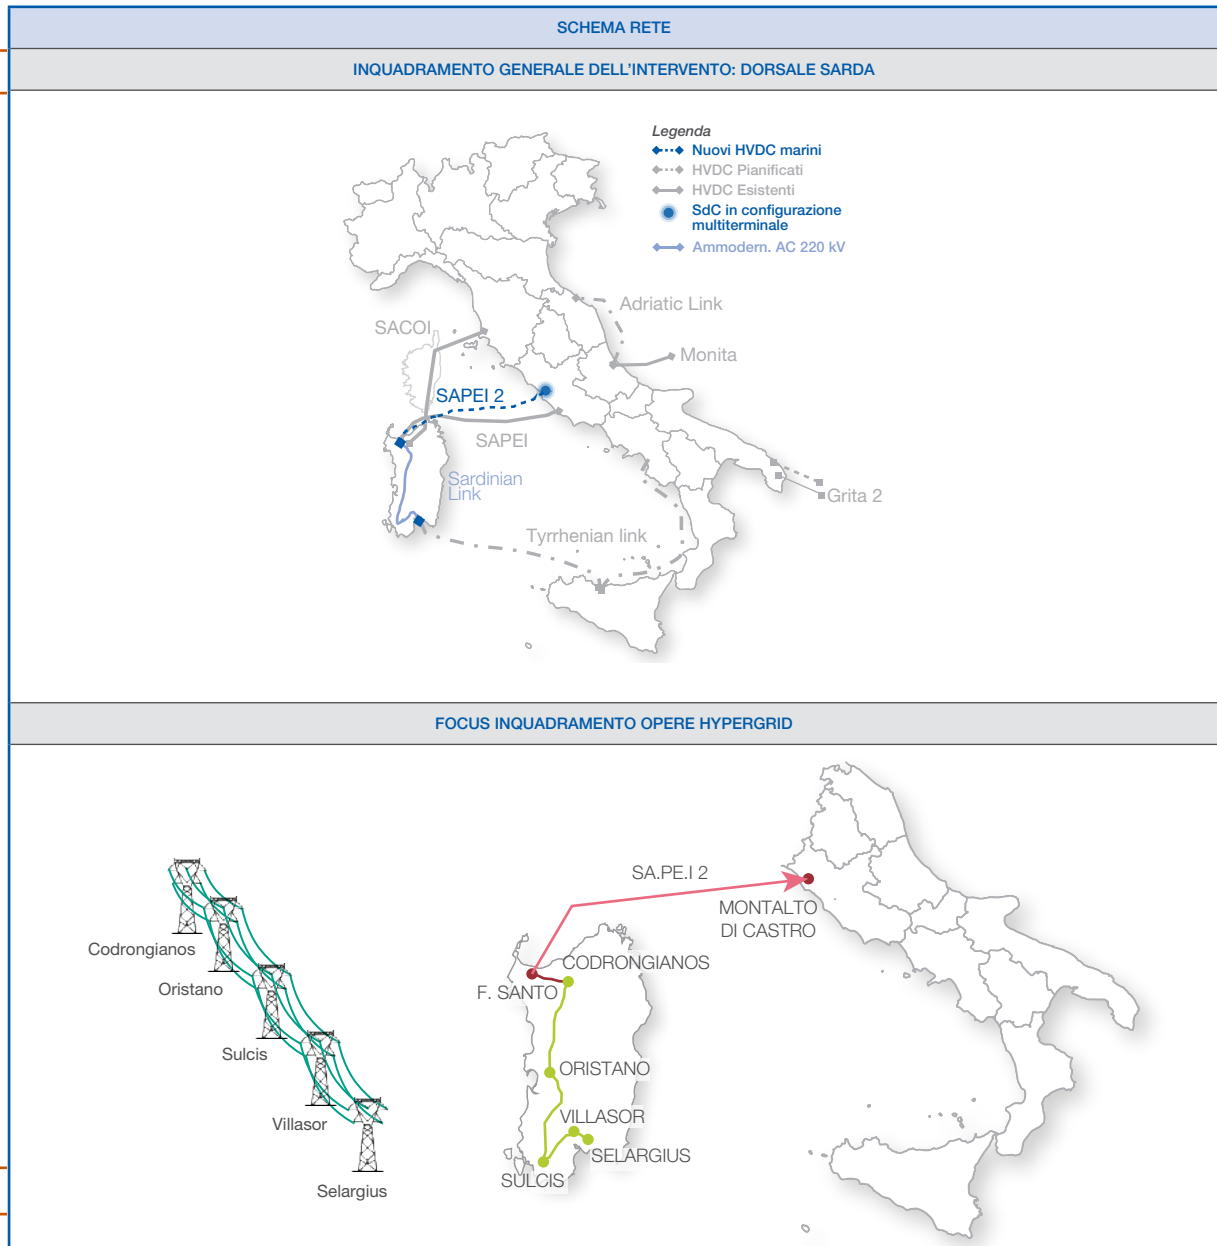 SCHEMA RETE
INQUADRAMENTO GENERALE DELL'INTERVENTO: DORSALE SARDA
Legenda
Nuovi HVDC marini
HVDC Pianificati
HVDC Esistenti
SdC in configurazione
multiterminale
Ammodern. AC 220 kV
Adriatic Link
SACOI
Monita
SAPEI 2
SAPEI
Sardinian
Link
Grita 2
Tyrrhenian link
FOCUS INQUADRAMENTO OPERE HYPERGRID
SA.PE.I 2
MONTALTO
DI CASTRO
Codrongianos
CODRONGIANOS
Oristano
F. SANTO
Sulcis
ORISTANO
Villasor
VILLASOR
SELARGIUS
Selargius
SULCIS